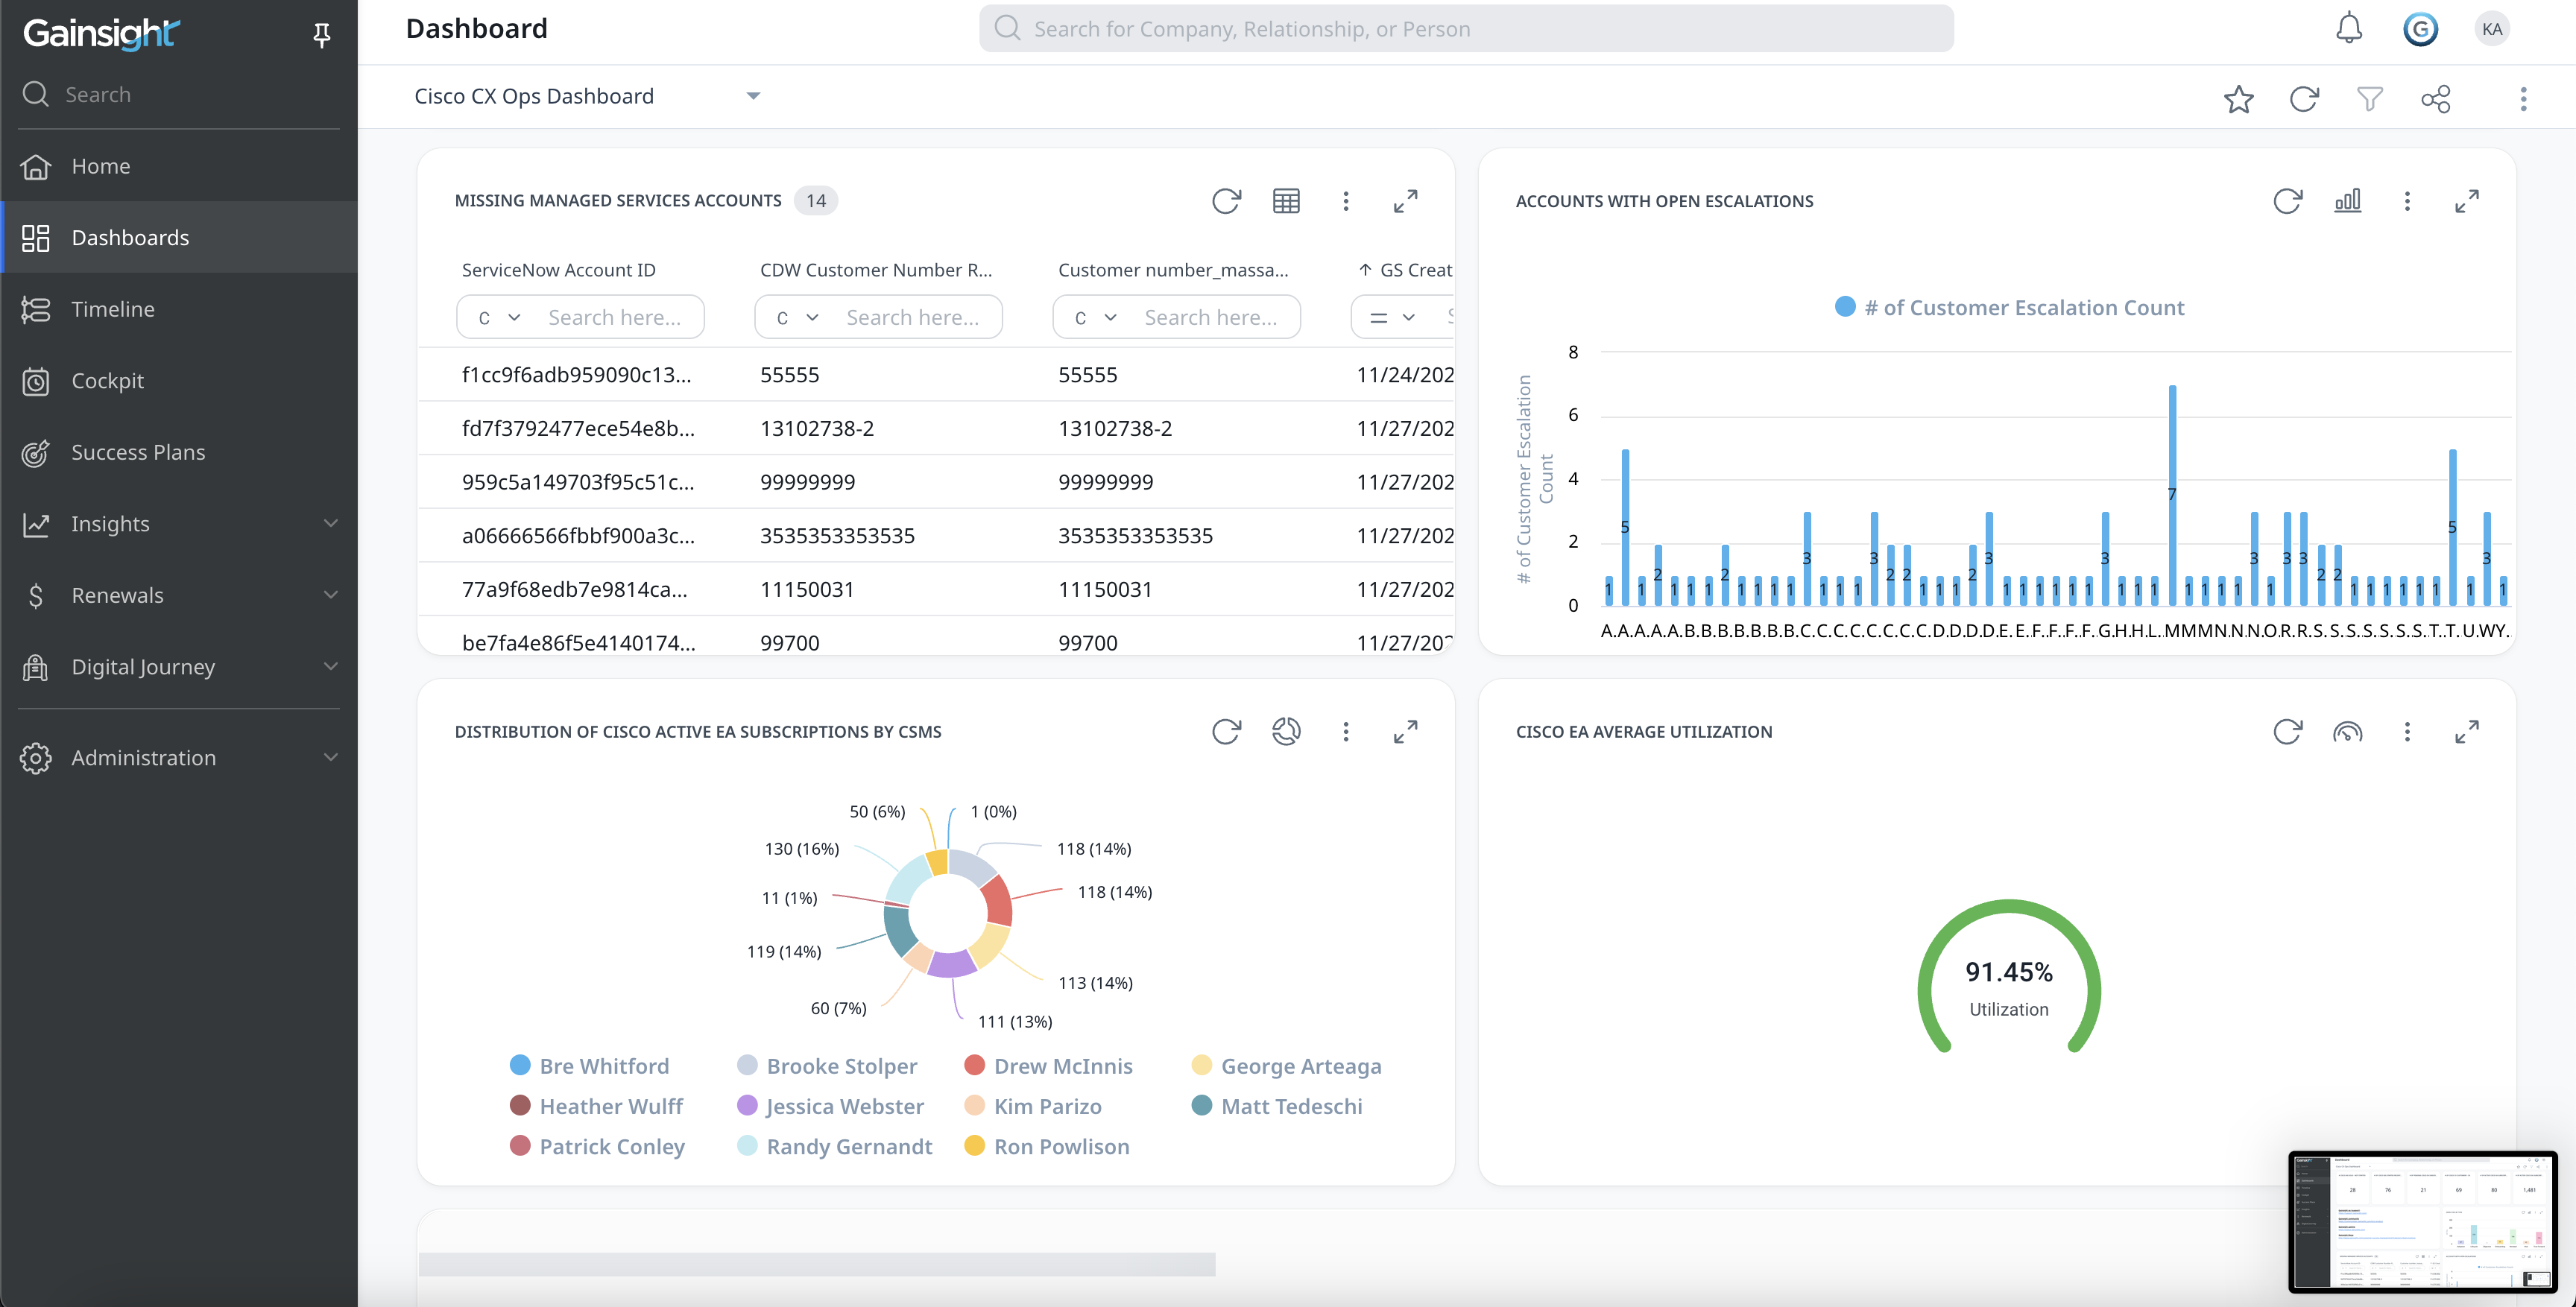 Gainsight
Search
Home
Dashboards
Timeline
Cockpit
Success Plans
Insights
Renewals
Digital Journey
Administration
Dashboard
Search for Company, Relationship, or Person
G
KA
Cisco CX Ops Dashboard
MISSING MANAGED SERVICES ACCOUNTS 14
ServiceNow Account ID CDW Customer Number R... Customer number_massa... ↑ GS Creat
C Search here... C Search here... C Search here... =
f1cc9f6adb959090c13... 55555 55555 11/24/202
fd7f3792477ece54e8b... 13102738-2 13102738-2 11/27/202
959c5a149703f95c51c... 99999999 99999999 11/27/202
a06666566fbbf900a3c... 3535353353535 3535353353535 11/27/202
77a9f68edb7e9814ca... 11150031 11150031 11/27/202
be7fa4e86f5e4140174... 99700 99700 11/27/202
ACCOUNTS WITH OPEN ESCALATIONS
# of Customer Escalation Count
# of Customer Escalation
Count
8
6
4
2
0
1 5 1 2 1 1 1 2 1 1 1 1 3 1 1 1 3 2 2 1 1 1 2 3 1 1 1 1 1 1 3 1 1 1 7 1 1 1 1 3 1 3 3 2 2 1 1 1 1 1 1 5 1 3 1
A.A.A.A.A.B.B.B.B.B.B.B.C.C.C.C.C.C.C.C.D.D.D.D.E.E.F.F.F.F.G.H.H.L.MMMN.N.N.O.R.R.S.S.S.S.S.S.S.T.T.U.WY.
DISTRIBUTION OF CISCO ACTIVE EA SUBSCRIPTIONS BY CSMS
50 (6%) 1 (0%)
130 (16%) 118 (14%)
11 (1%) 118 (14%)
119 (14%)
113 (14%)
60 (7%)
111 (13%)
Bre Whitford Brooke Stolper Drew McInnis George Arteaga
Heather Wulff Jessica Webster Kim Parizo Matt Tedeschi
Patrick Conley Randy Gernandt Ron Powlison
CISCO EA AVERAGE UTILIZATION
91.45%
Utilization
28 76 21 69 80 1,481